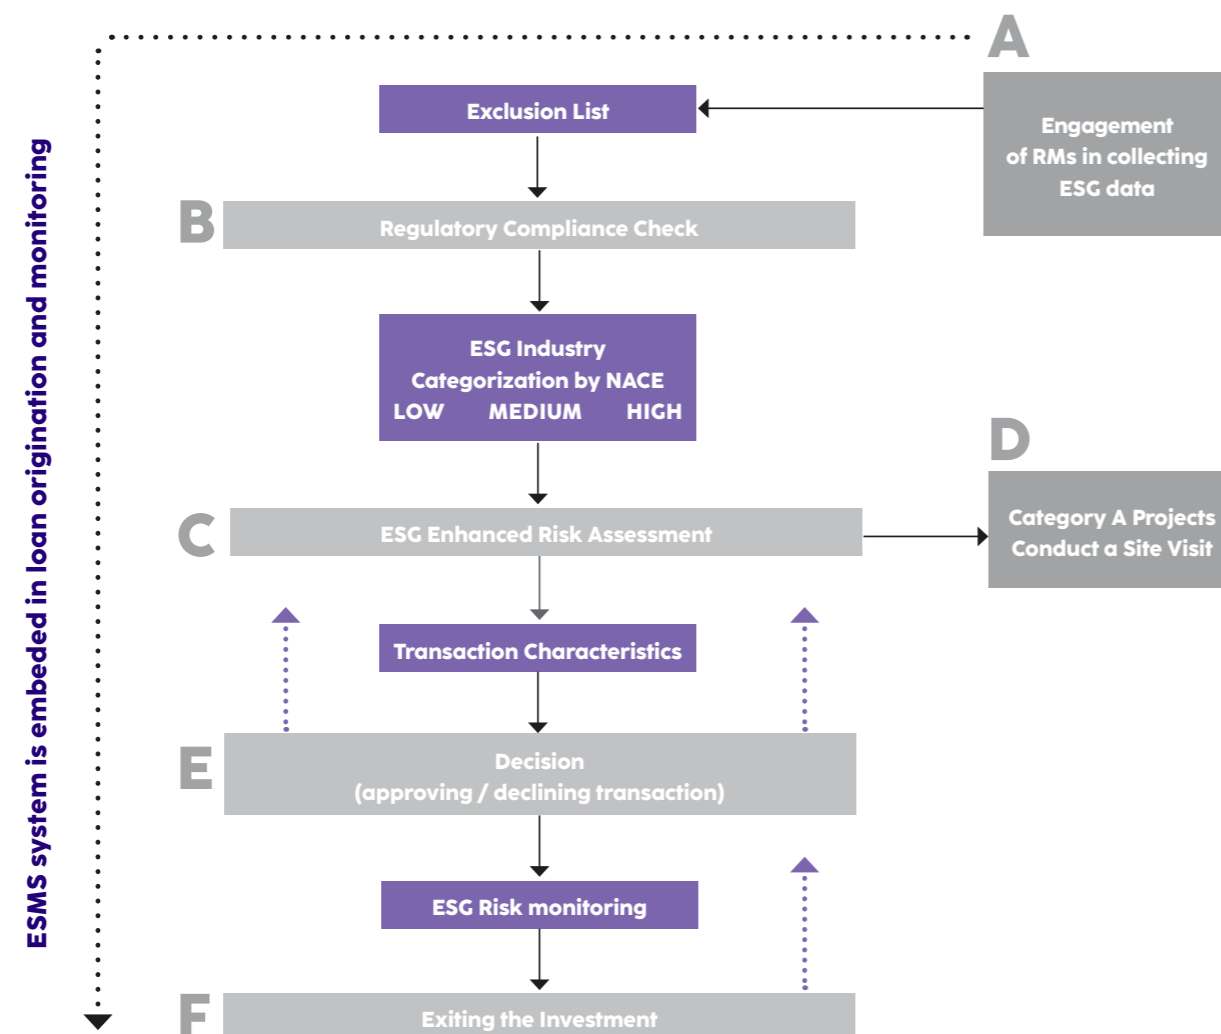 ESMS system is embeded in loan origination and monitoring
A
Engagement
of RMs in collecting
ESG data
Exclusion List
B
Regulatory Compliance Check
ESG Industry
Categorization by NACE
LOW MEDIUM HIGH
C
ESG Enhanced Risk Assessment
D
Category A Projects
Conduct a Site Visit
Transaction Characteristics
E
Decision
(approving / declining transaction)
ESG Risk monitoring
F
Exiting the Investment